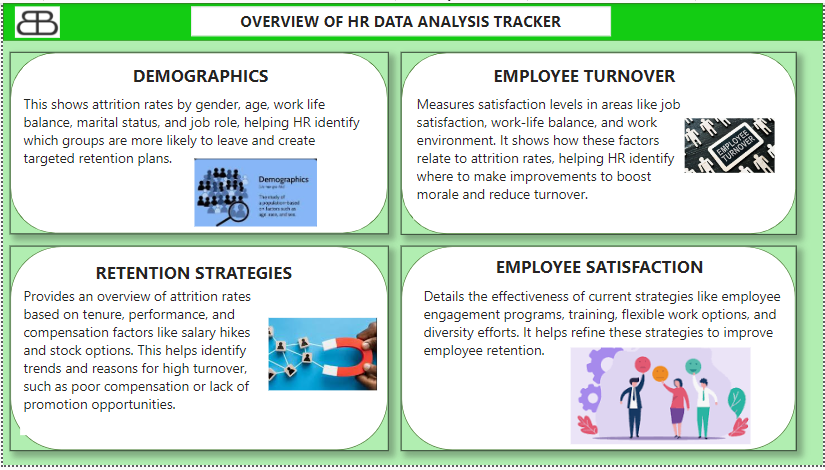 OVERVIEW OF HR DATA ANALYSIS TRACKER
DEMOGRAPHICS
This shows attrition rates by gender, age, work life
balance, marital status, and job role, helping HR identify
which groups are more likely to leave and create
targeted retention plans.
Demographics
The study of
a population based
on factors such as
age, race, and sex.
EMPLOYEE TURNOVER
Measures satisfaction levels in areas like job
satisfaction, work-life balance, and work
environment. It shows how these factors
relate to attrition rates, helping HR identify
where to make improvements to boost
morale and reduce turnover.
EMPLOYEE
TURNOVER
RETENTION STRATEGIES
Provides an overview of attrition rates
based on tenure, performance, and
compensation factors like salary hikes
and stock options. This helps identify
trends and reasons for high turnover,
such as poor compensation or lack of
promotion opportunities.
EMPLOYEE SATISFACTION
Details the effectiveness of current strategies like employee
engagement programs, training, flexible work options, and
diversity efforts. It helps refine these strategies to improve
employee retention.